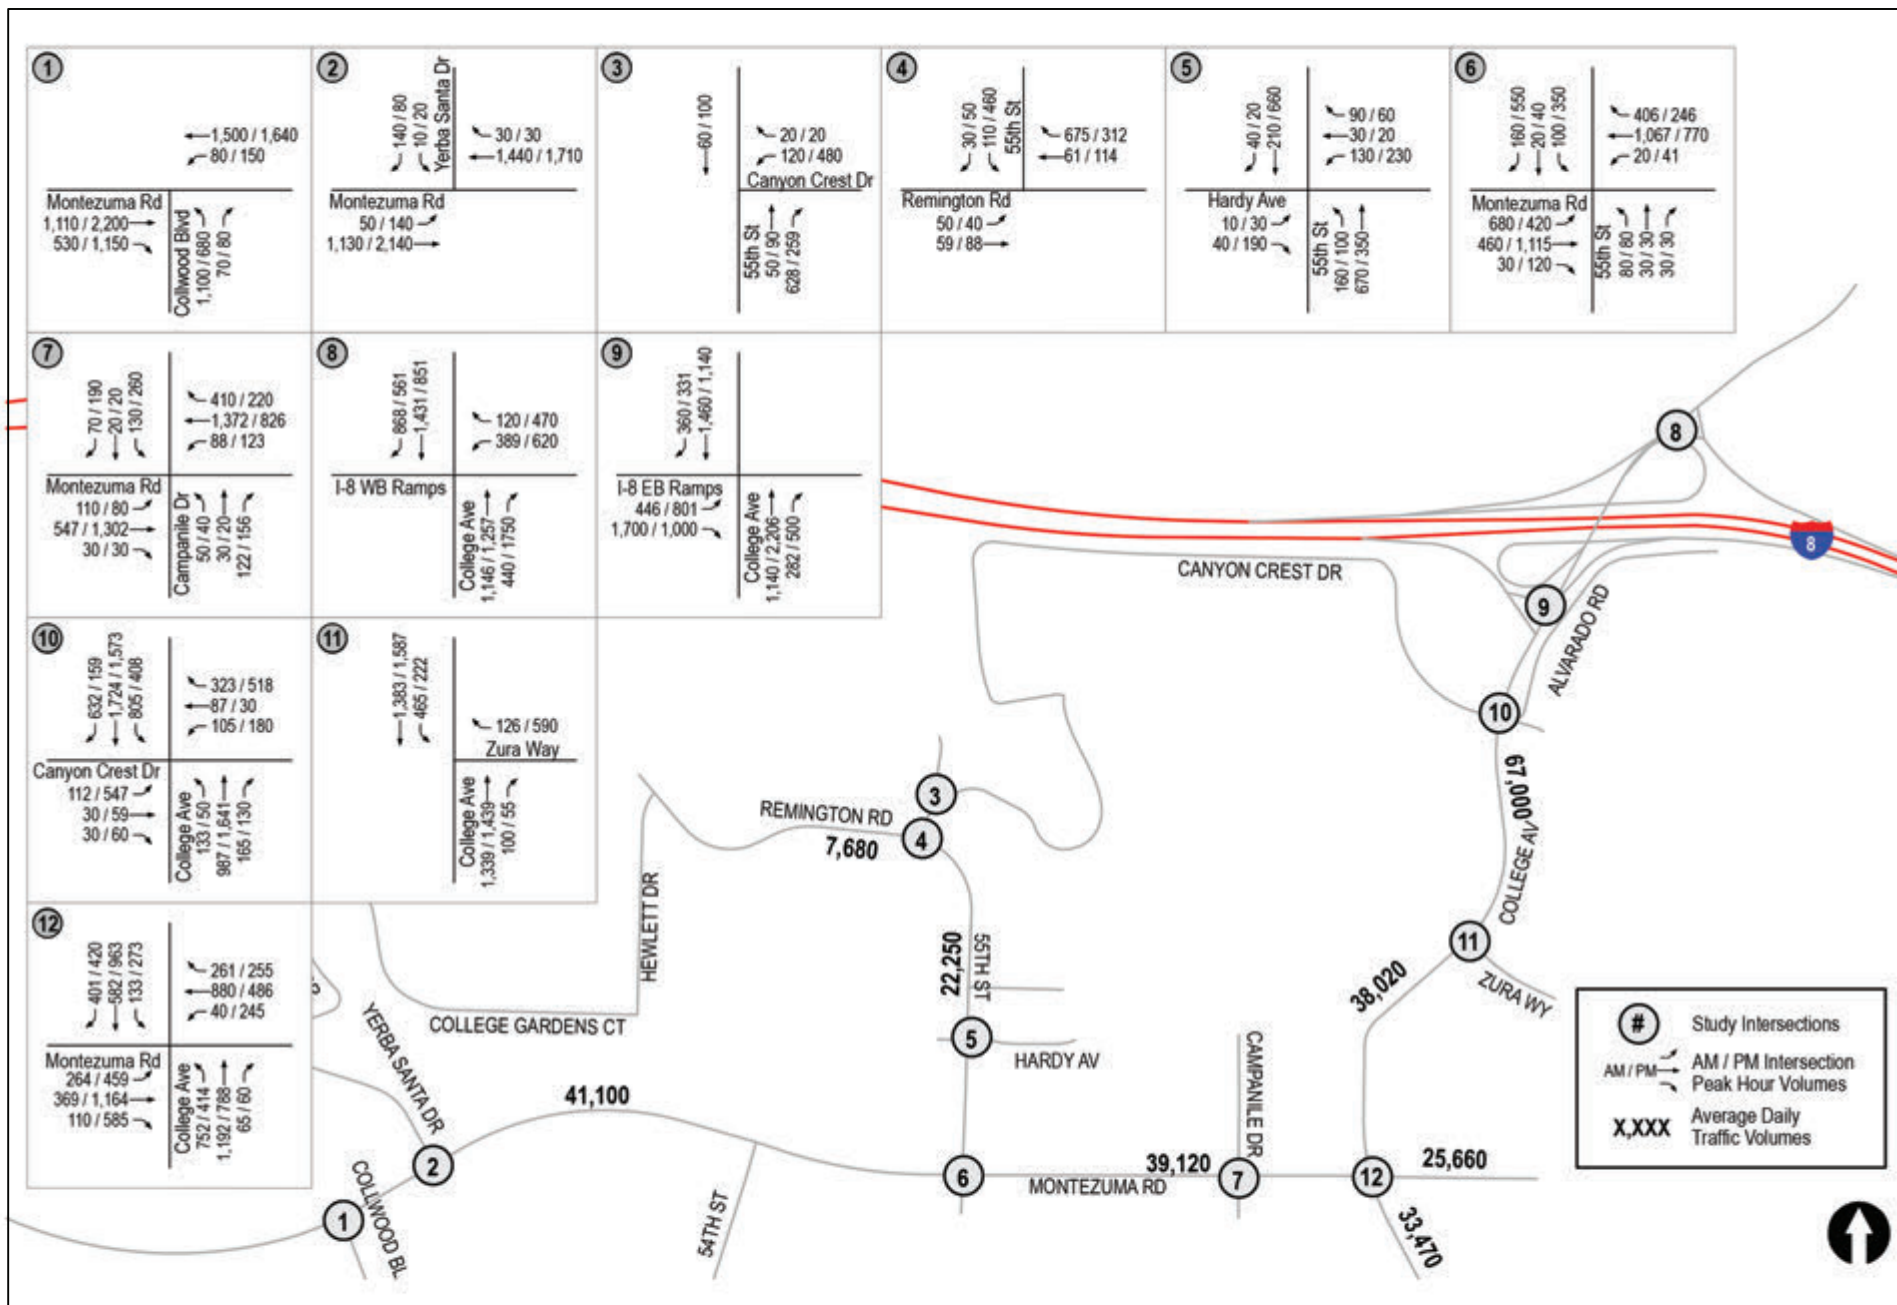 1
1,500 / 1,640
80 / 150
Montezuma Rd
1,110 / 2,200
530 / 1,150
Collwood Blvd
1,100 / 680
70 / 80
2
140 / 80
10 / 20
Yerba Santa Dr
30 / 30
1,440 / 1,710
Montezuma Rd
50 / 140
1,130 / 2,140
3
60 / 100
20 / 20
120 / 480
Canyon Crest Dr
55th St
50 / 90
628 / 259
4
30 / 50
110 / 460
55th St
675 / 312
61 / 114
Remington Rd
50 / 40
59 / 88
5
40 / 20
210 / 660
90 / 60
30 / 20
130 / 230
Hardy Ave
10 / 30
40 / 190
55th St
160 / 100
670 / 350
6
160 / 550
20 / 40
100 / 350
406 / 246
1,067 / 770
20 / 41
Montezuma Rd
680 / 420
460 / 1,115
30 / 120
55th St
80 / 80
30 / 30
30 / 30
7
70 / 190
20 / 20
130 / 260
410 / 220
1,372 / 826
88 / 123
Montezuma Rd
110 / 80
547 / 1,302
30 / 30
Campanile Dr
50 / 40
30 / 20
122 / 156
8
868 / 561
1,431 / 851
120 / 470
389 / 620
I-8 WB Ramps
College Ave
1,146 / 1,257
440 / 1750
9
360 / 331
1,460 / 1,140
I-8 EB Ramps
446 / 801
1,700 / 1,000
College Ave
1,140 / 2,206
282 / 500
10
632 / 159
1,724 / 1,573
805 / 408
323 / 518
87 / 30
105 / 180
Canyon Crest Dr
112 / 547
30 / 59
30 / 60
College Ave
133 / 50
987 / 1,641
165 / 130
11
1,383 / 1,587
465 / 222
126 / 590
Zura Way
College Ave
1,339 / 1,439
100 / 55
12
401 / 420
582 / 963
133 / 273
261 / 255
880 / 486
40 / 245
Montezuma Rd
264 / 459
369 / 1,164
110 / 585
College Ave
752 / 414
1,192 / 788
65 / 60
8
8
CANYON CREST DR
9
ALVARADO RD
10
67,000
COLLEGE AV
3
REMINGTON RD
4
7,680
HEWLETT DR
11
ZURA WY
38,020
22,250
55TH ST
COLLEGE GARDENS CT
YERBA SANTA DR
5
HARDY AV
CAMPANILE DR
41,100
2
6
39,120
MONTEZUMA RD
7
12
25,660
33,470
1
COLLWOOD BL
54TH ST
# Study Intersections
AM / PM AM / PM Intersection
Peak Hour Volumes
X,XXX Average Daily
Traffic Volumes